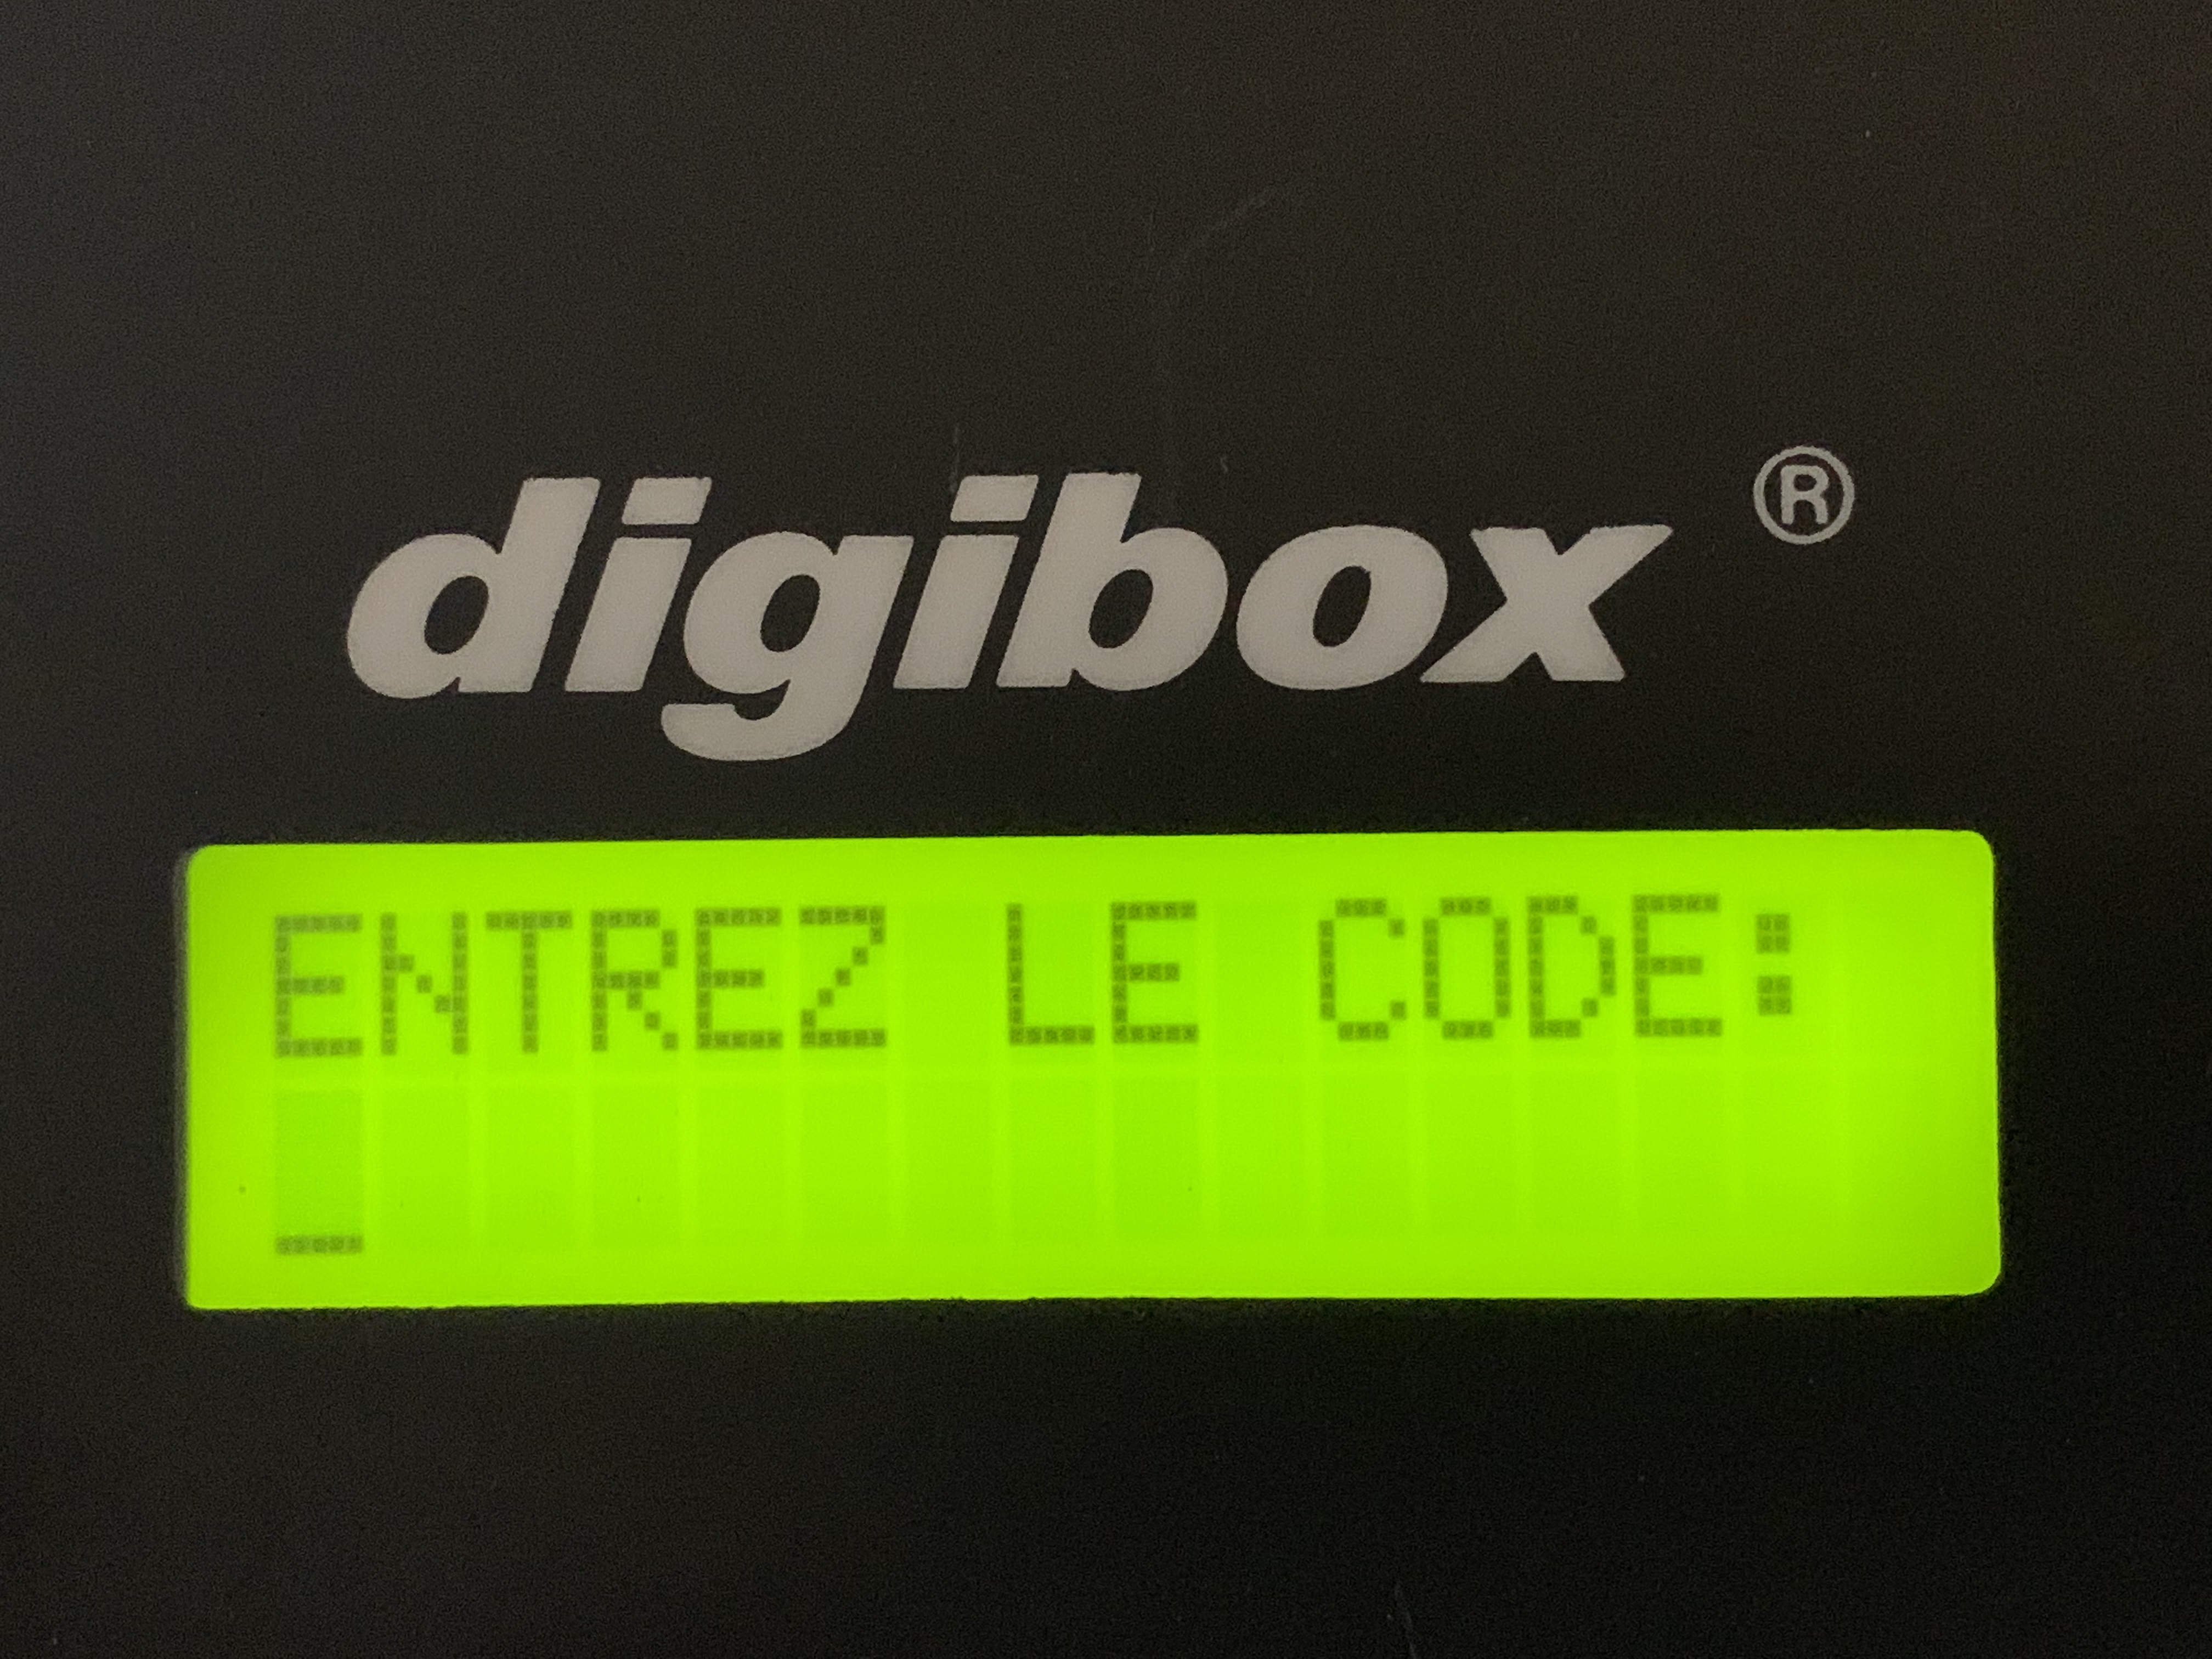 digibox ®
ENTREZ LE CODE:
_